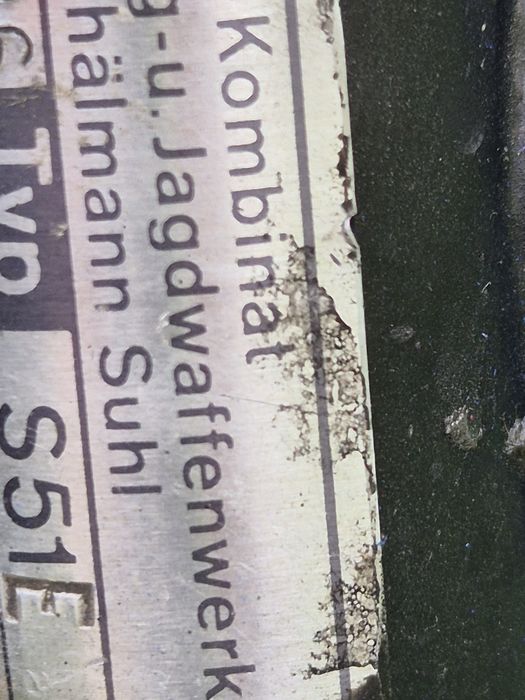 Kombinat
g-u. Jagdwaffenwerk
hälmann Suhl
Typ S51E